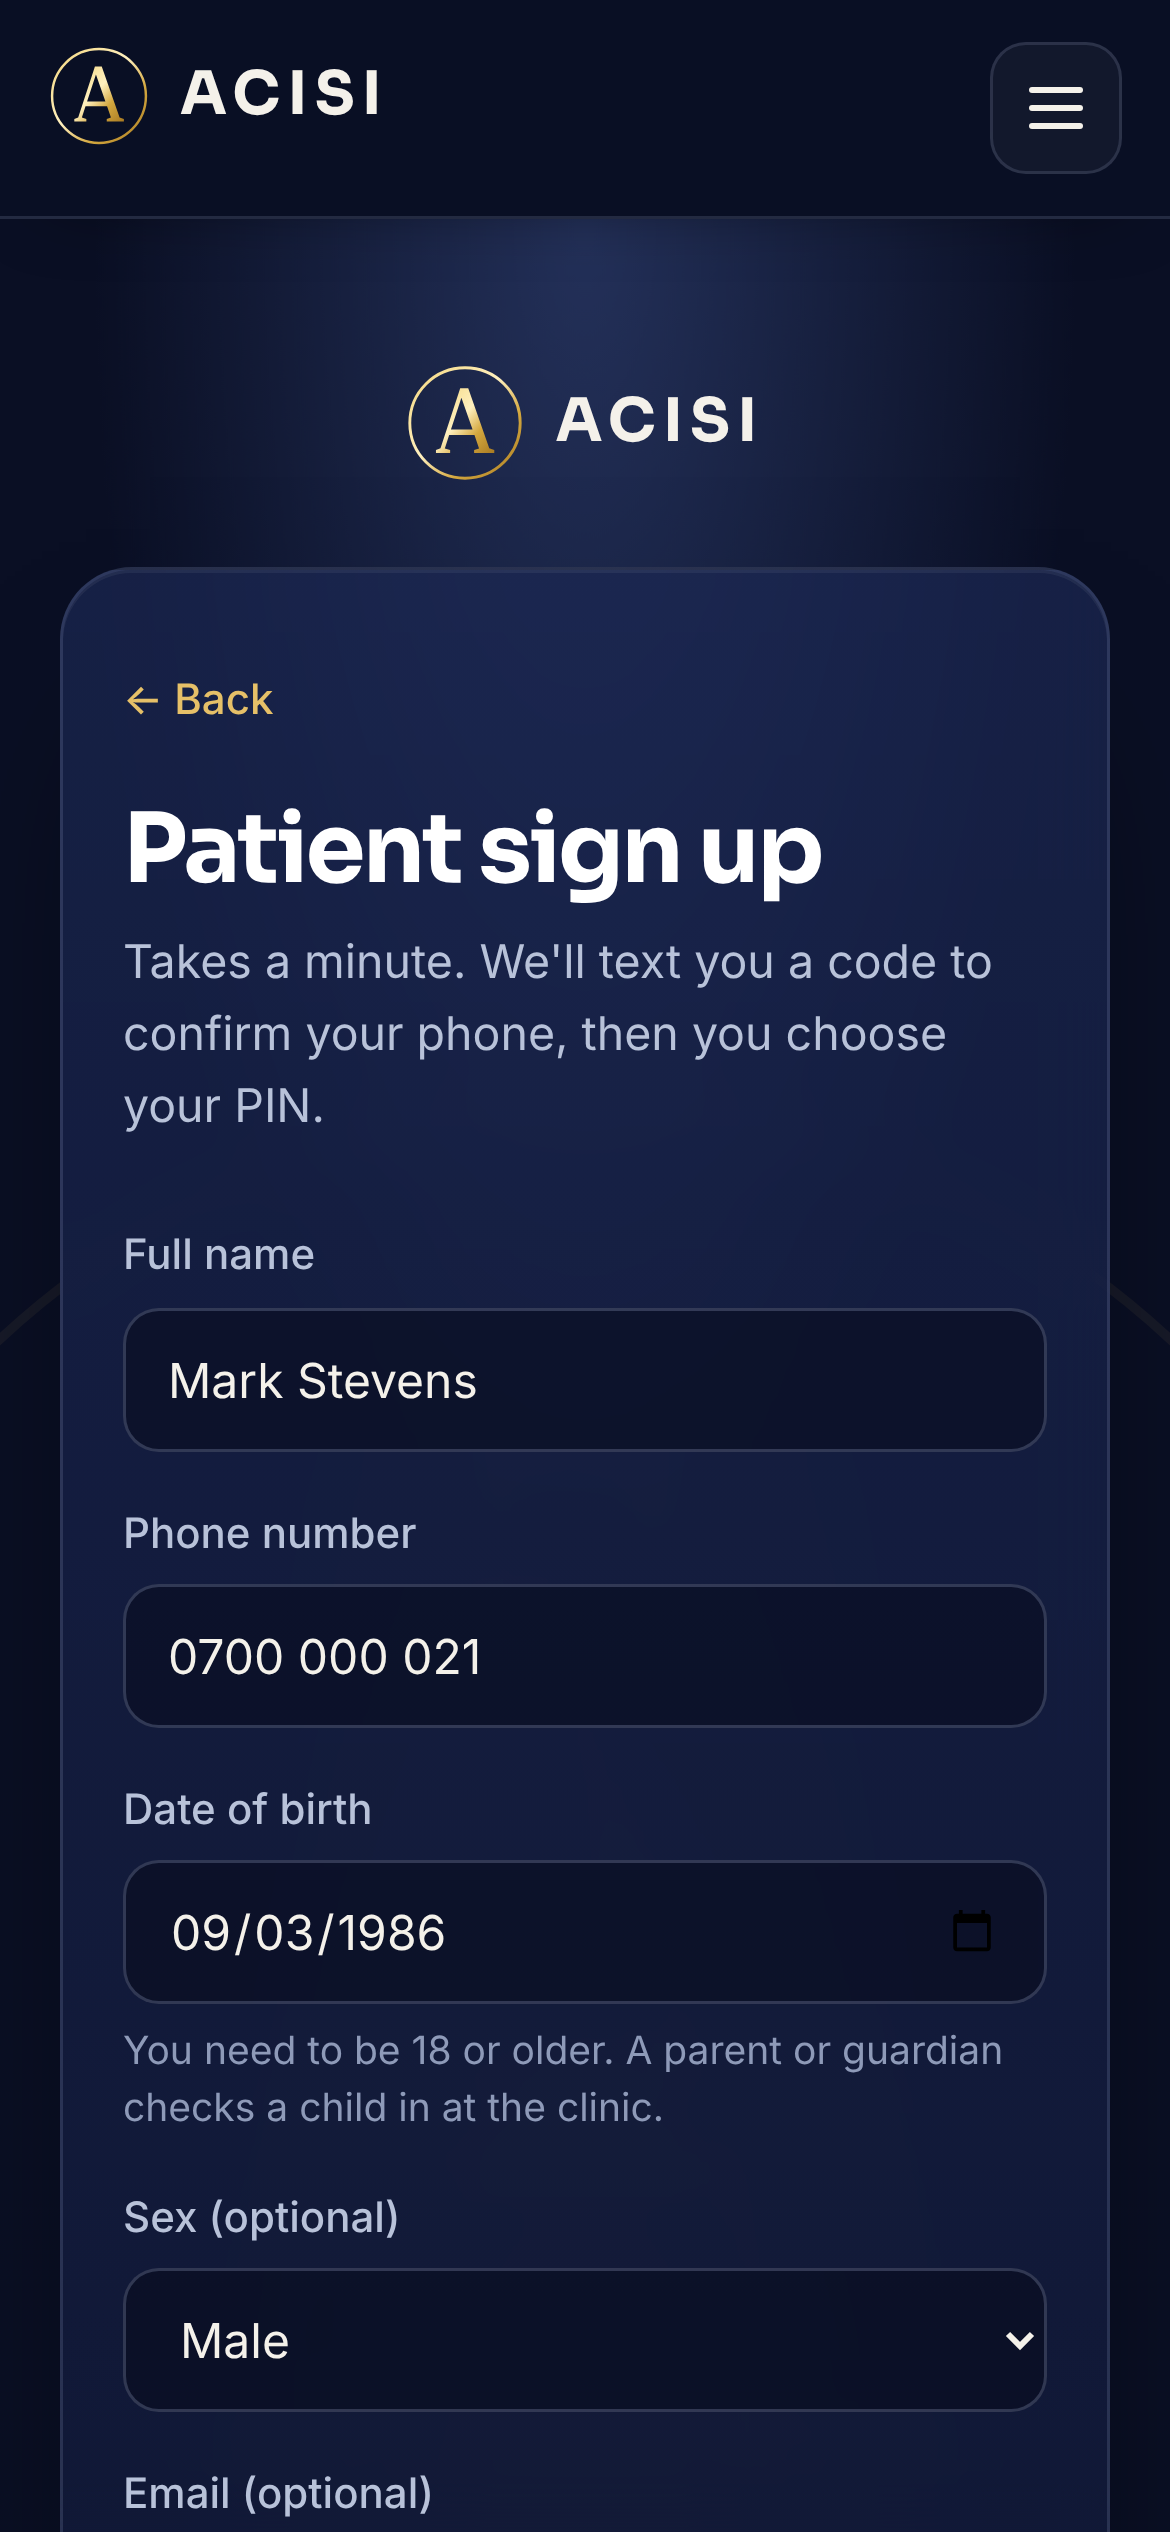 A ACISI
A ACISI
← Back
Patient sign up
Takes a minute. We'll text you a code to
confirm your phone, then you choose
your PIN.
Full name
Mark Stevens
Phone number
0700 000 021
Date of birth
09/03/1986
You need to be 18 or older. A parent or guardian
checks a child in at the clinic.
Sex (optional)
Male
Email (optional)